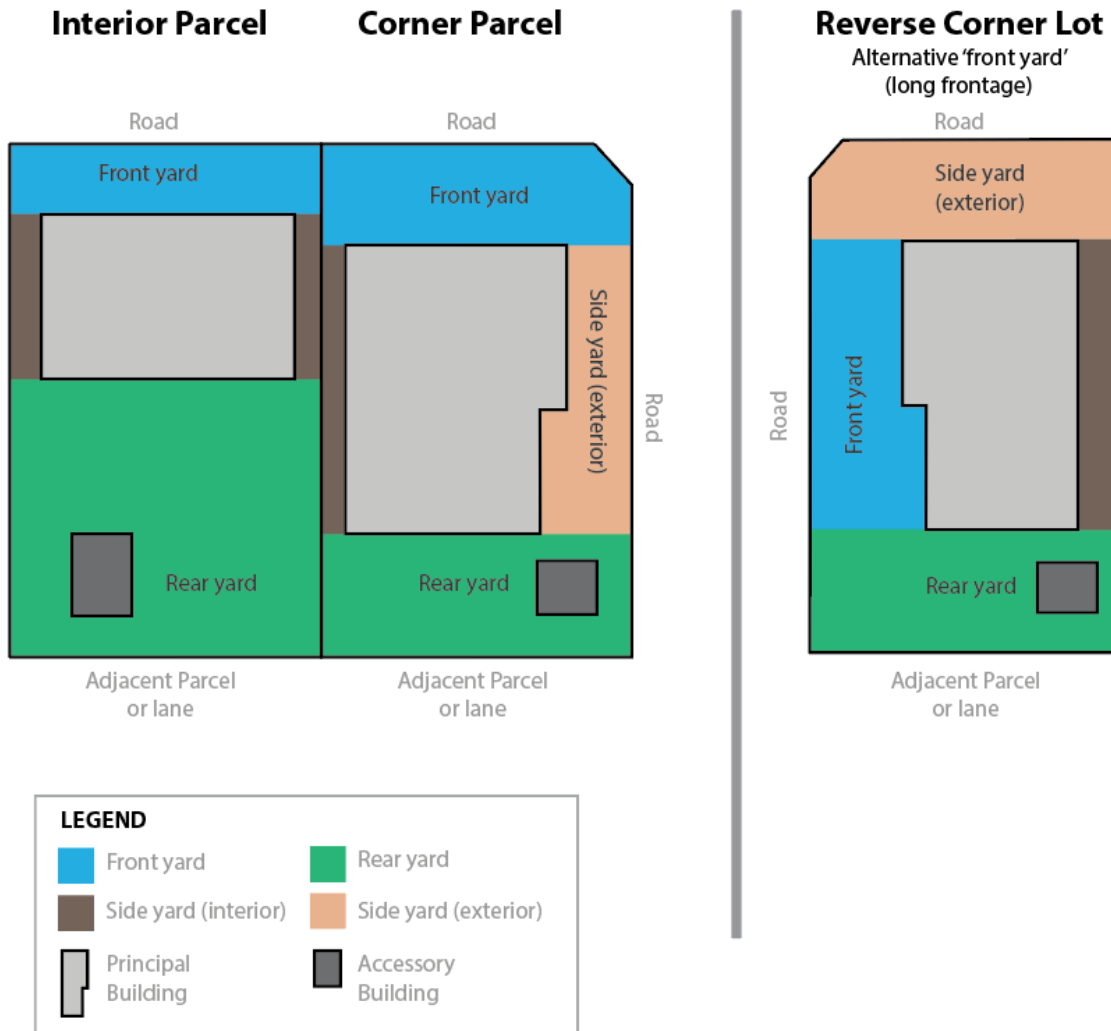 Interior Parcel
Corner Parcel
Reverse Corner Lot
Alternative ‘front yard’
(long frontage)
Road
Road
Road
Front yard
Front yard
Side yard
(exterior)
Side yard (exterior)
Road
Road
Front yard
Rear yard
Rear yard
Rear yard
Adjacent Parcel
or lane
Adjacent Parcel
or lane
Adjacent Parcel
or lane
LEGEND
Front yard
Rear yard
Side yard (interior)
Side yard (exterior)
Principal
Building
Accessory
Building